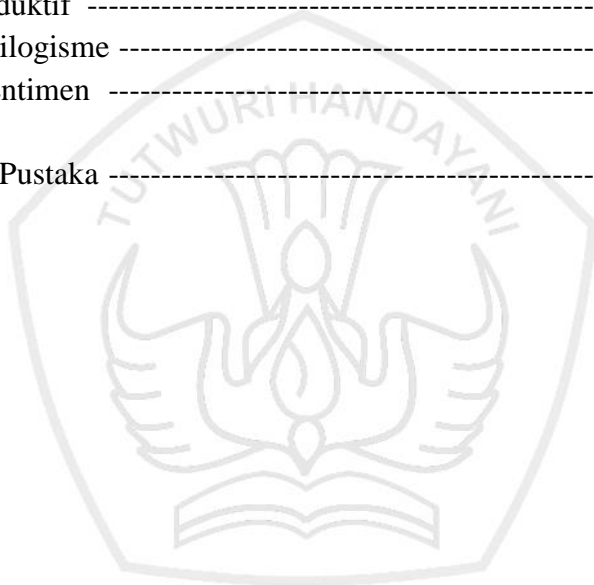 duktif ------------------------------------------------
ilogisme -----------------------------------------------
ntimen ------------------------------------------------
Pustaka ------------------------------------------------
TUT WURI HANDAYANI